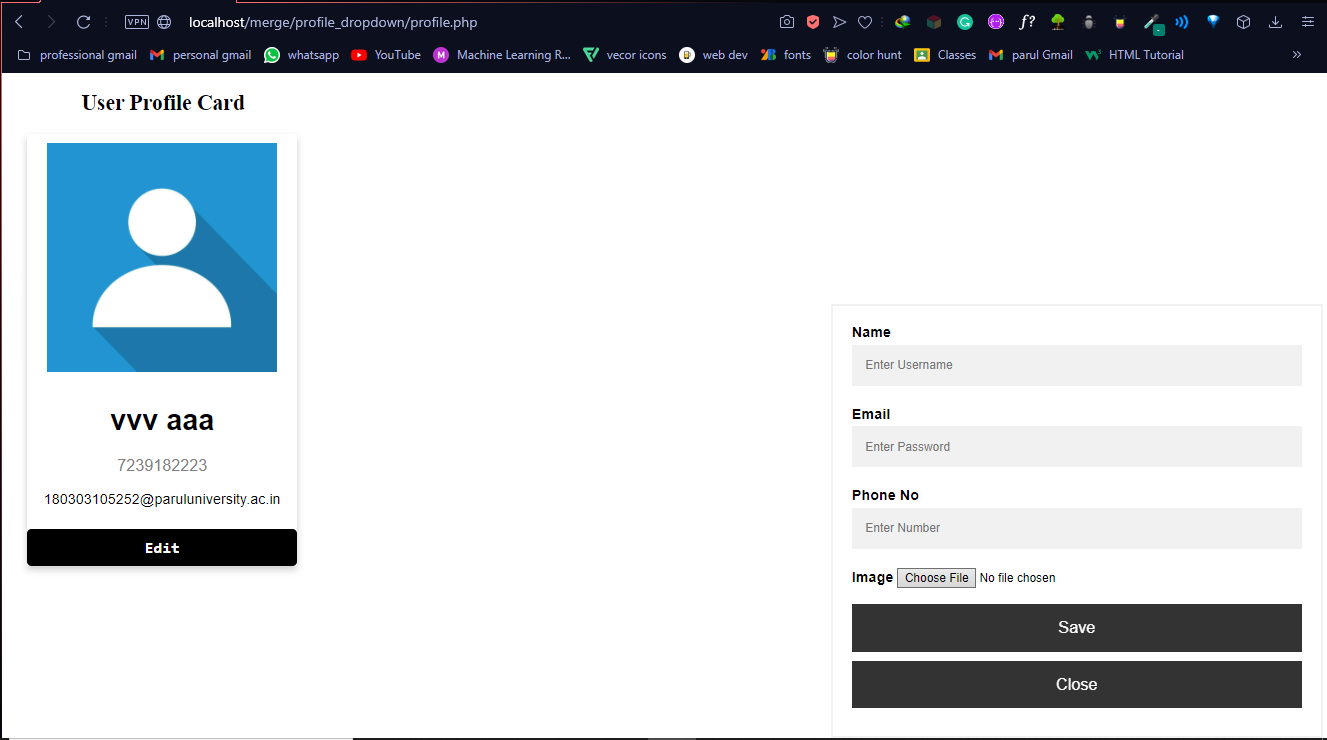 VPN localhost/merge/profile_dropdown/profile.php f?
professional gmail personal gmail whatsapp YouTube M Machine Learning R... vecor icons web dev fonts color hunt Classes parul Gmail HTML Tutorial »
User Profile Card
vvv aaa
7239182223
180303105252@paruluniversity.ac.in
Edit
Name
Enter Username
Email
Enter Password
Phone No
Enter Number
Image Choose File No file chosen
Save
Close